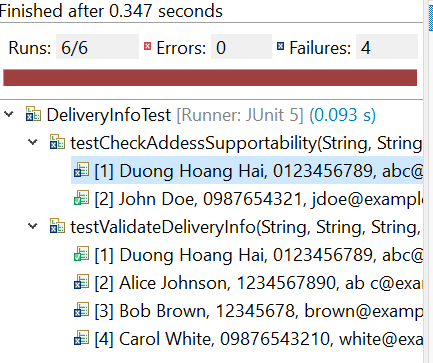 Finished after 0.347 seconds
Runs: 6/6 Errors: 0 Failures: 4
DeliveryInfoTest [Runner: JUnit 5] (0.093 s)
testCheckAddessSupportability(String, String
[1] Duong Hoang Hai, 0123456789, abc@
[2] John Doe, 0987654321, jdoe@exampl
testValidateDeliveryInfo(String, String, String,
[1] Duong Hoang Hai, 0123456789, abc@
[2] Alice Johnson, 1234567890, ab c@exa
[3] Bob Brown, 12345678, brown@examp
[4] Carol White, 09876543210, white@exa